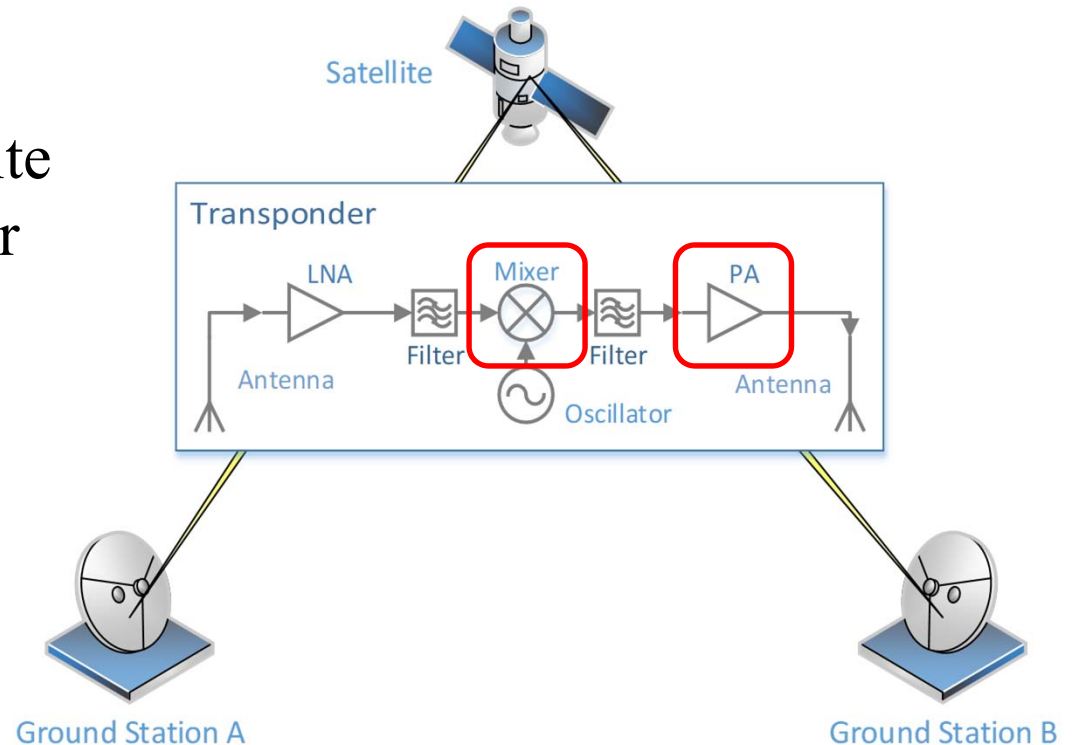 Satellite
Transponder
LNA
Mixer
PA
Filter
Filter
Antenna
Antenna
Oscillator
Ground Station A
Ground Station B